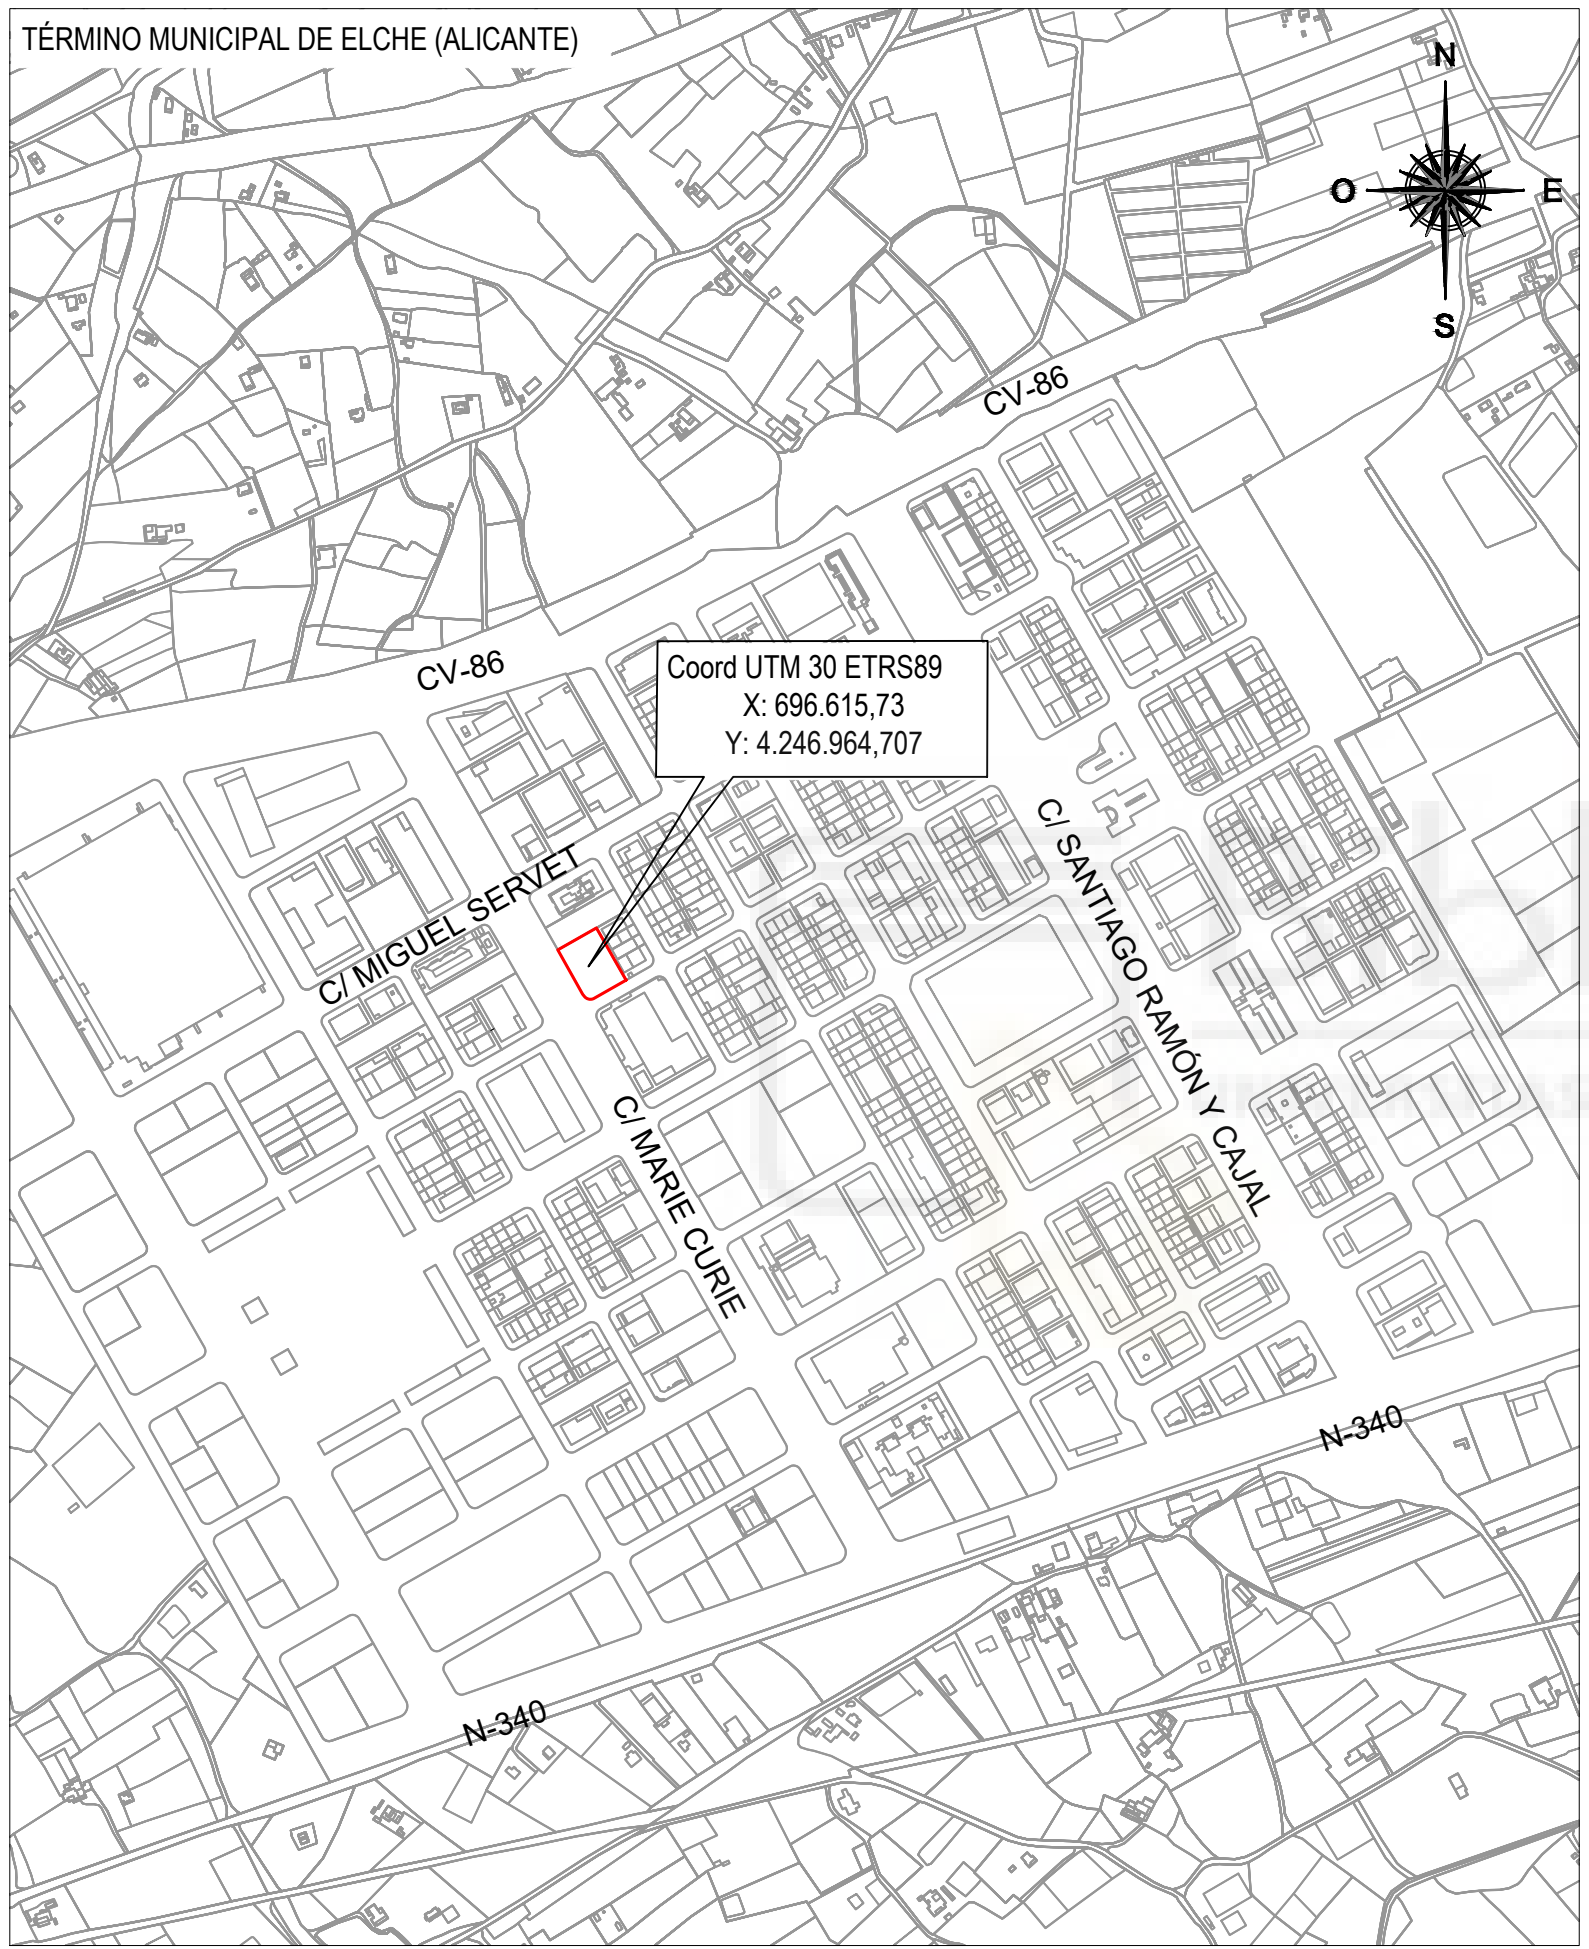 TÉRMINO MUNICIPAL DE ELCHE (ALICANTE)
N
O
E
S
CV-86
CV-86
Coord UTM 30 ETRS89
X: 696.615,73
Y: 4.246.964,707
C/ MIGUEL SERVET
C/ SANTIAGO RAMÓN Y CAJAL
C/ MARIE CURIE
N-340
N-340